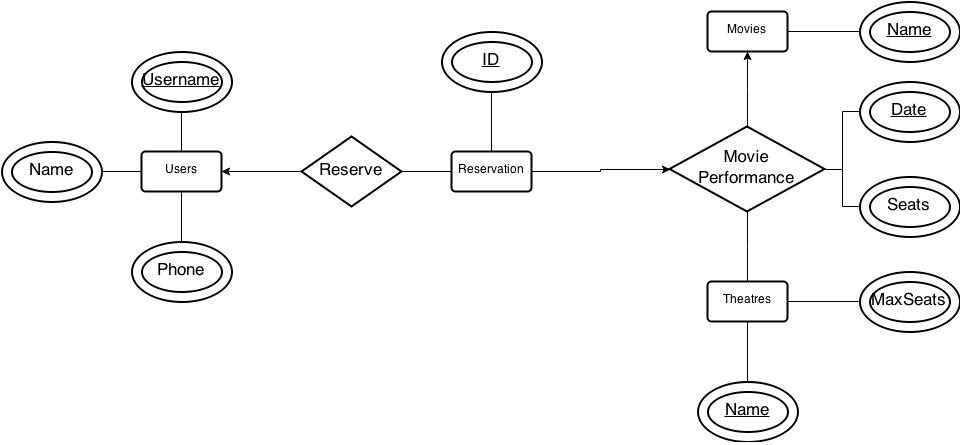 Movies
Name
ID
Username
Date
Movie
Performance
Name
Users
Reserve
Reservation
Seats
Phone
Theatres
MaxSeats
Name